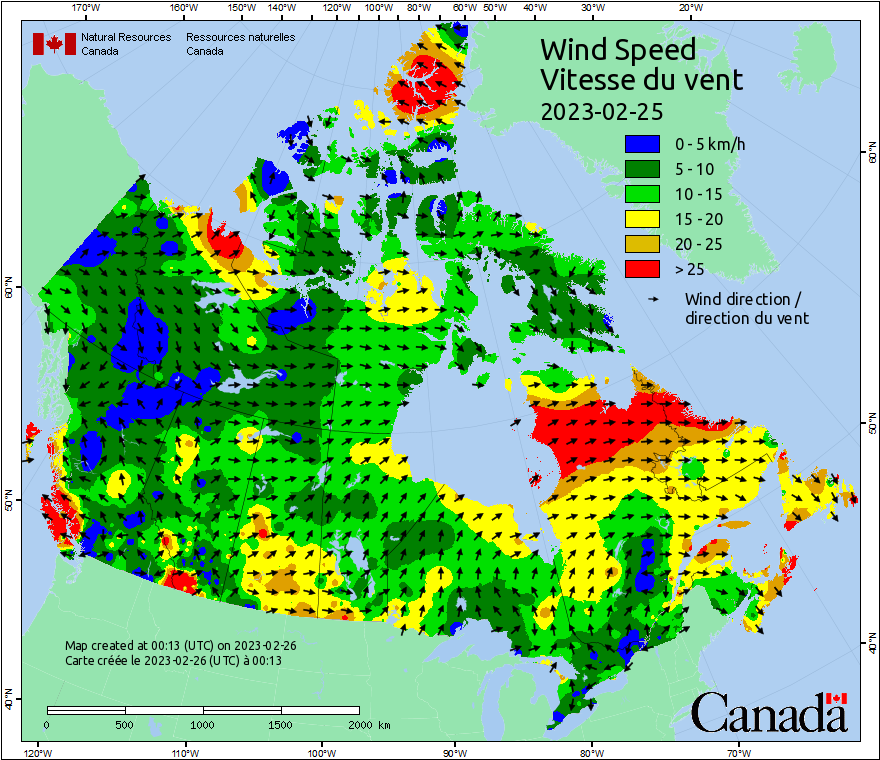 170°W 160°W 150°W 140°W 120°W 100°W 80°W 60°W 50°W 40°W 30°W 20°W
Natural Resources Canada
Ressources naturelles Canada
Wind Speed
Vitesse du vent
2023-02-25
0 - 5 km/h
5 - 10
10 - 15
15 - 20
20 - 25
> 25
Wind direction /
direction du vent
60°N
60°N
50°N
50°N
40°N
40°N
Map created at 00:13 (UTC) on 2023-02-26
Carte créée le 2023-02-26 (UTC) à 00:13
0 500 1000 1500 2000 km
Canada
120°W 110°W 100°W 90°W 80°W 70°W